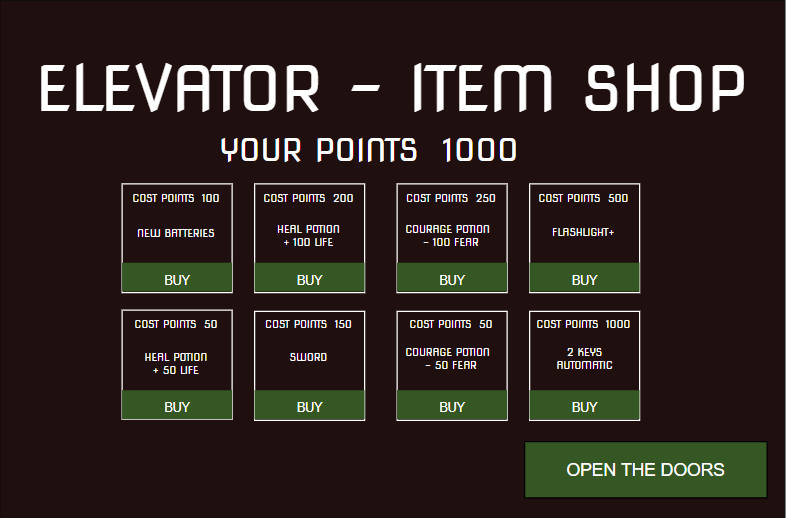 ELEVATOR - ITEM SHOP
YOUR POINTS 1000
COST POINTS 100
NEW BATTERIES
BUY
COST POINTS 200
HEAL POTION
+ 100 LIFE
BUY
COST POINTS 250
COURAGE POTION
- 100 FEAR
BUY
COST POINTS 500
FLASHLIGHT+
BUY
COST POINTS 50
HEAL POTION
+ 50 LIFE
BUY
COST POINTS 150
SWORD
BUY
COST POINTS 50
COURAGE POTION
- 50 FEAR
BUY
COST POINTS 1000
2 KEYS
AUTOMATIC
BUY
OPEN THE DOORS